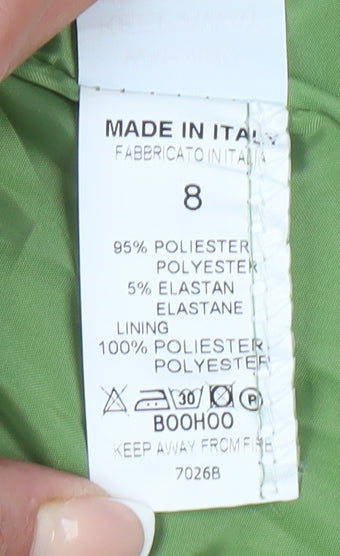 MADE IN ITALY
FABBRICATO IN ITALIA
8
95% POLIESTER
POLYESTER
5% ELASTAN
ELASTANE
LINING
100% POLIESTER
POLYESTER
30 P
BOOHOO
KEEP AWAY FROM FIRE
7026B